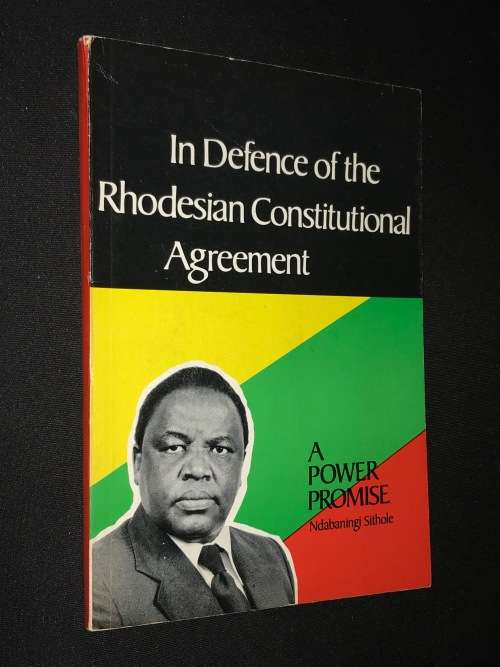 In Defence of the
Rhodesian Constitutional
Agreement
A
POWER
PROMISE
Ndabaningi Sithole